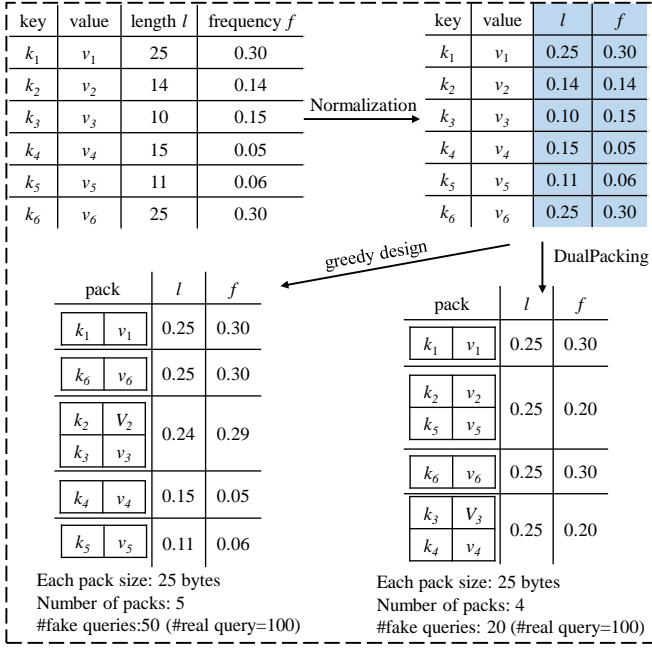 key value length l frequency f
k1 v1 25 0.30
k2 v2 14 0.14
k3 v3 10 0.15
k4 v4 15 0.05
k5 v5 11 0.06
k6 v6 25 0.30
Normalization
key value l f
k1 v1 0.25 0.30
k2 v2 0.14 0.14
k3 v3 0.10 0.15
k4 v4 0.15 0.05
k5 v5 0.11 0.06
k6 v6 0.25 0.30
greedy design
DualPacking
pack l f
k1 v1 0.25 0.30
k6 v6 0.25 0.30
k2 V2
0.24 0.29
k3 v3
k4 v4 0.15 0.05
k5 v5 0.11 0.06
Each pack size: 25 bytes
Number of packs: 5
#fake queries:50 (#real query=100)
pack l f
k1 v1 0.25 0.30
k2 v2
0.25 0.20
k5 v5
k6 v6 0.25 0.30
k3 V3
0.25 0.20
k4 v4
Each pack size: 25 bytes
Number of packs: 4
#fake queries: 20 (#real query=100)